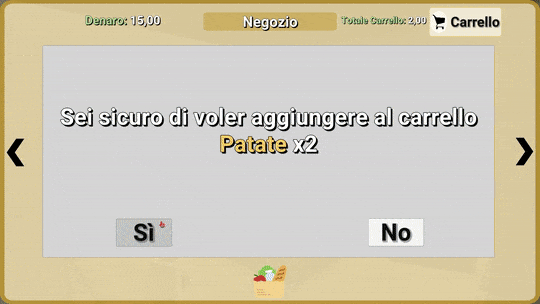 Denaro: 15,00
Negozio
Totale Carrello: 2,00
Carrello
Sei sicuro di voler aggiungere al carrello
Patate x2
Sì
No